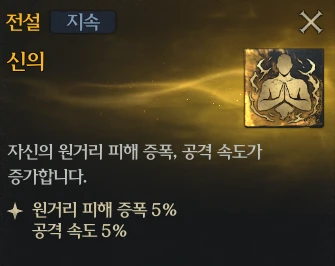 전설 지속
신의
자신의 원거리 피해 증폭, 공격 속도가
증가합니다.
원거리 피해 증폭 5%
공격 속도 5%